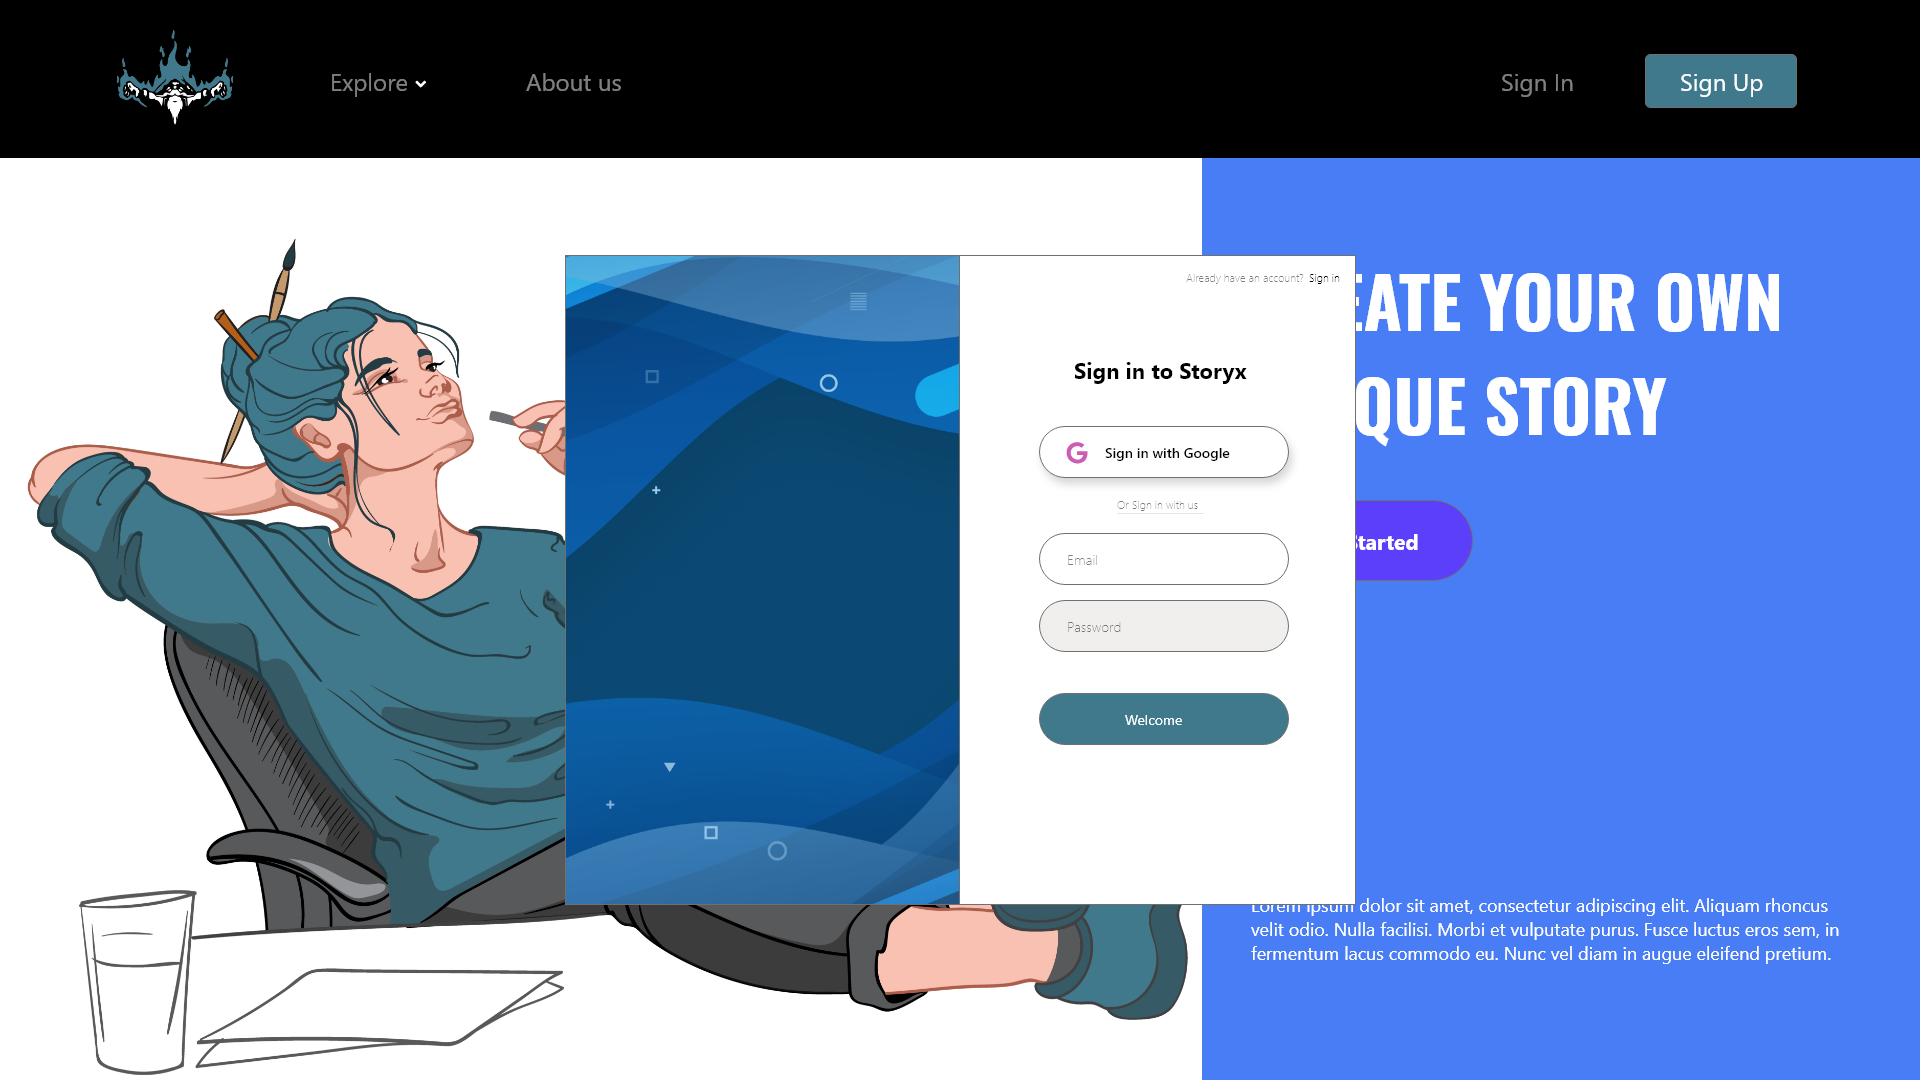 Explore
About us
Sign In
Sign Up
Already have an account? Sign in
Sign in to Storyx
G Sign in with Google
Or Sign in with us
Email
Password
Welcome
EATE YOUR OWN
QUE STORY
Started
Lorem ipsum dolor sit amet, consectetur adipiscing elit. Aliquam rhoncus
velit odio. Nulla facilisi. Morbi et vulputate purus. Fusce luctus eros sem, in
fermentum lacus commodo eu. Nunc vel diam in augue eleifend pretium.